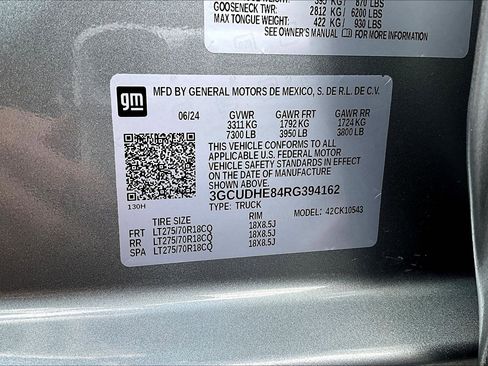 GOOSENECK TWR: 2812 KG / 6200 LBS
MAX TONGUE WEIGHT: 422 KG / 930 LBS
SEE OWNER'S MANUAL FOR MORE INFORMATION
gm
MFD BY GENERAL MOTORS DE MEXICO, S. DE R.L. DE C.V.
06/24 GVWR GAWR FRT GAWR RR
3311 KG 1792 KG 1724 KG
7300 LB 3950 LB 3800 LB
THIS VEHICLE CONFORMS TO ALL
APPLICABLE U.S. FEDERAL MOTOR
VEHICLE SAFETY STANDARDS IN EFFECT
ON THE DATE OF MANUFACTURE
SHOWN ABOVE.
3GCUDHE84RG394162
TYPE: TRUCK 42CK10543
130H
TIRE SIZE RIM
FRT LT275/70R18CQ 18X8.5J
RR LT275/70R18CQ 18X8.5J
SPA LT275/70R18CQ 18X8.5J